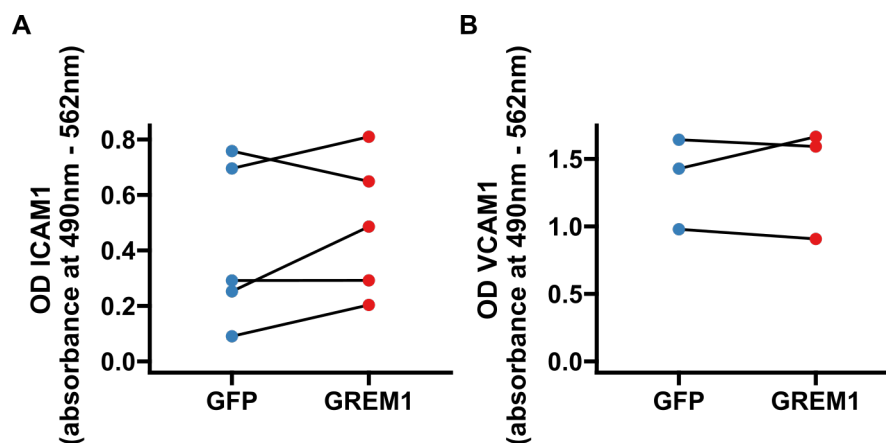 A
OD ICAM1
(absorbance at 490nm - 562nm)
0.8
0.6
0.4
0.2
0.0
GFP GREM1
B
OD VCAM1
(absorbance at 490nm - 562nm)
1.5
1.0
0.5
0.0
GFP GREM1